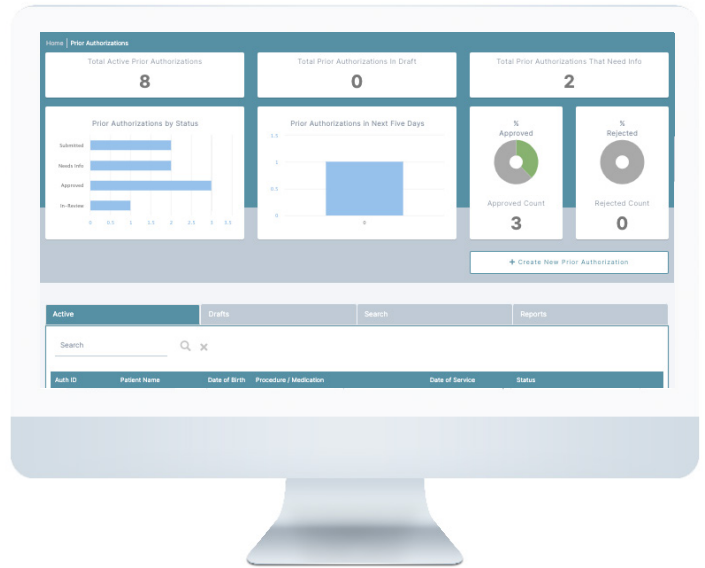 Home | Prior Authorizations
Total Active Prior Authorizations
8
Total Prior Authorizations in Draft
0
Total Prior Authorizations That Need Info
2
Prior Authorizations by Status
Submitted
Needs Info
Approved
In-Review
0 0.5 1 1.5 2 2.5 3 3.5
Prior Authorizations in Next Five Days
1.5
1
0.5
0
%
Approved
Approved Count
3
%
Rejected
Rejected Count
0
+ Create New Prior Authorization
Active Drafts Search Reports
Search
Auth ID Patient Name Date of Birth Procedure / Medication Date of Service Status